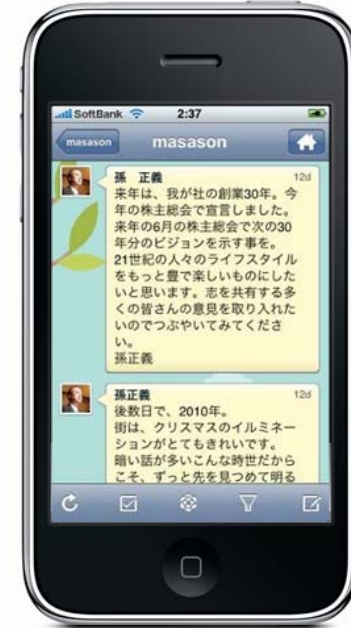 SoftBank 2:37
masason masason
孫 正義 12d
来年は、我が社の創業30年。今
年の株主総会で宣言しました。
来年の6月の株主総会で次の30
年分のビジョンを示す事を。
21世紀の人々のライフスタイル
をもっと豊で楽しいものにした
いと思います。志を共有する多
くの皆さんの意見を取り入れた
いのでつぶやいてみてくださ
い。
孫正義
孫正義 12d
後数日で、2010年。
街は、クリスマスのイルミネー
ションがとてもきれいです。
暗い話が多いこんな時世だから
こそ、ずっと先を見つめて明る